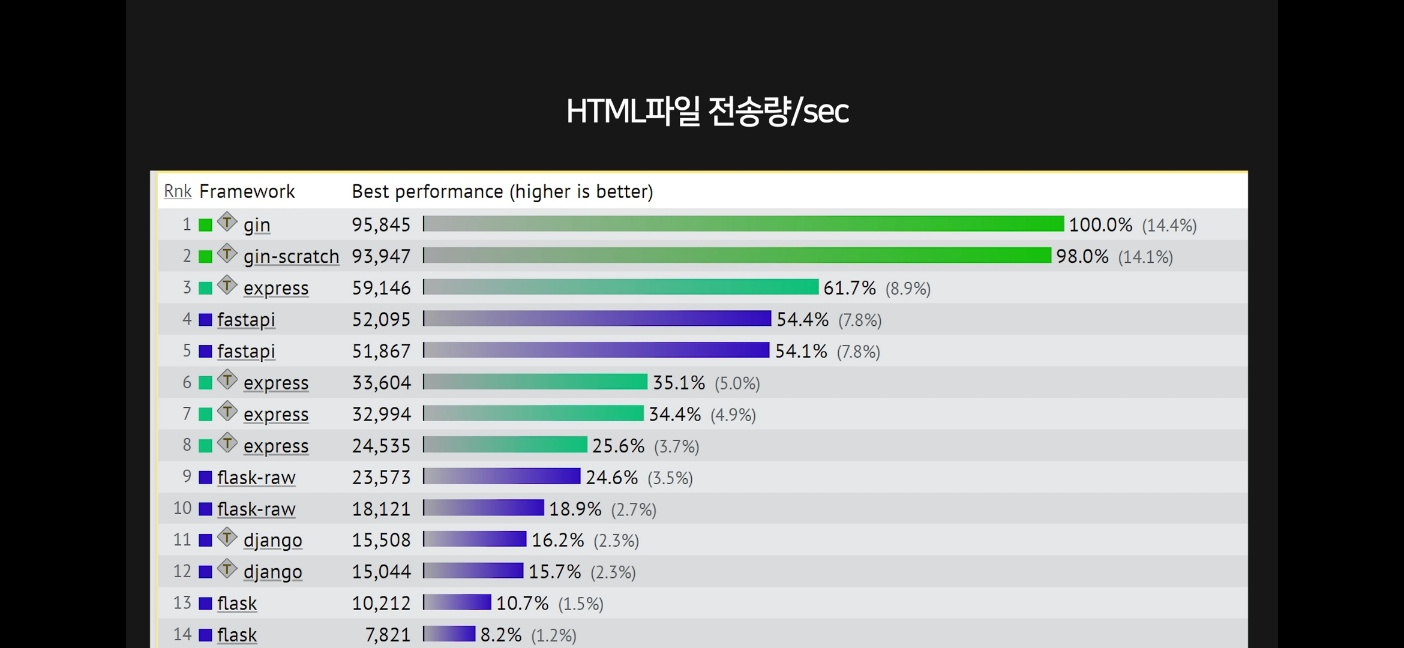 HTML파일 전송량/sec
Rnk Framework Best performance (higher is better)
1 T gin 95,845 100.0% (14.4%)
2 T gin-scratch 93,947 98.0% (14.1%)
3 T express 59,146 61.7% (8.9%)
4 fastapi 52,095 54.4% (7.8%)
5 fastapi 51,867 54.1% (7.8%)
6 T express 33,604 35.1% (5.0%)
7 T express 32,994 34.4% (4.9%)
8 T express 24,535 25.6% (3.7%)
9 flask-raw 23,573 24.6% (3.5%)
10 flask-raw 18,121 18.9% (2.7%)
11 T django 15,508 16.2% (2.3%)
12 T django 15,044 15.7% (2.3%)
13 flask 10,212 10.7% (1.5%)
14 flask 7,821 8.2% (1.2%)